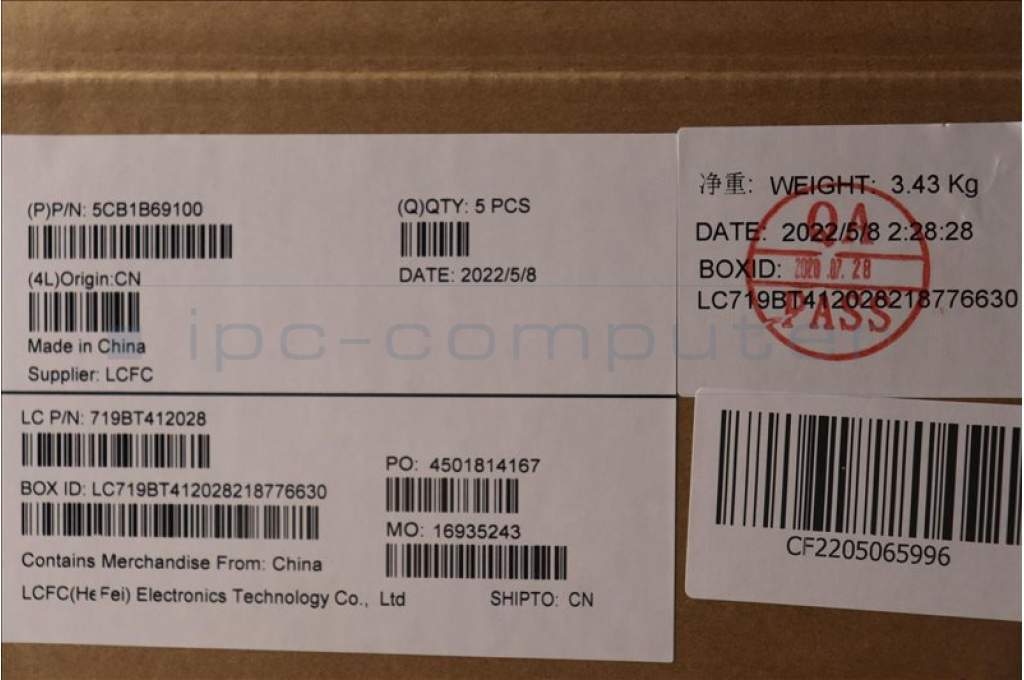 (P)P/N: 5CB1B69100
(Q)QTY: 5 PCS
(4L)Origin:CN
DATE: 2022/5/8
Made in China
Supplier: LCFC
净重: WEIGHT: 3.43 Kg
DATE: 2022/5/8 2:28:28
BOXID:
LC719BT412028218776630
QA
2020.07.28
PASS
ipc-computer
LC P/N: 719BT412028
PO: 4501814167
BOX ID: LC719BT412028218776630
MO: 16935243
Contains Merchandise From: China
LCFC(HeFei) Electronics Technology Co., Ltd
SHIPTO: CN
CF2205065996